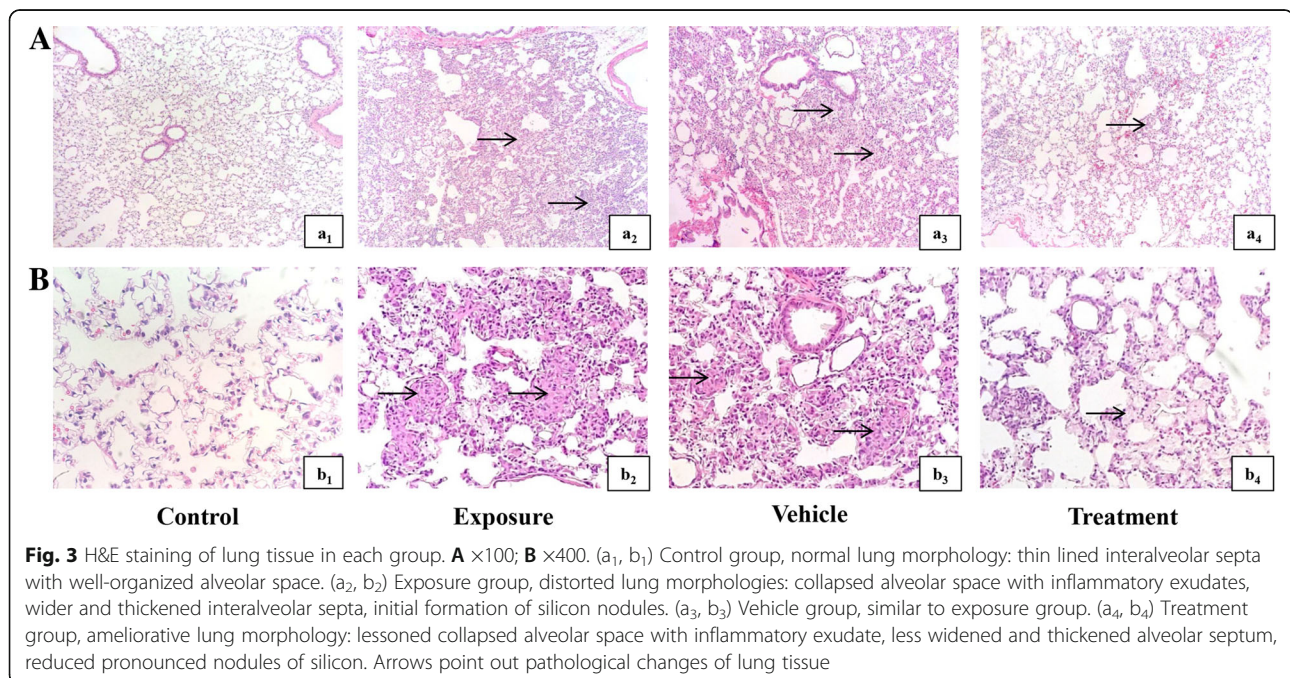 A
a₁ a₂ a₃ a₄
B
b₁ b₂ b₃ b₄
Control Exposure Vehicle Treatment
Fig. 3 H&E staining of lung tissue in each group. A ×100; B ×400. (a₁, b₁) Control group, normal lung morphology: thin lined interalveolar septa
with well-organized alveolar space. (a₂, b₂) Exposure group, distorted lung morphologies: collapsed alveolar space with inflammatory exudates,
wider and thickened interalveolar septa, initial formation of silicon nodules. (a₃, b₃) Vehicle group, similar to exposure group. (a₄, b₄) Treatment
group, ameliorative lung morphology: lessoned collapsed alveolar space with inflammatory exudate, less widened and thickened alveolar septum,
reduced pronounced nodules of silicon. Arrows point out pathological changes of lung tissue